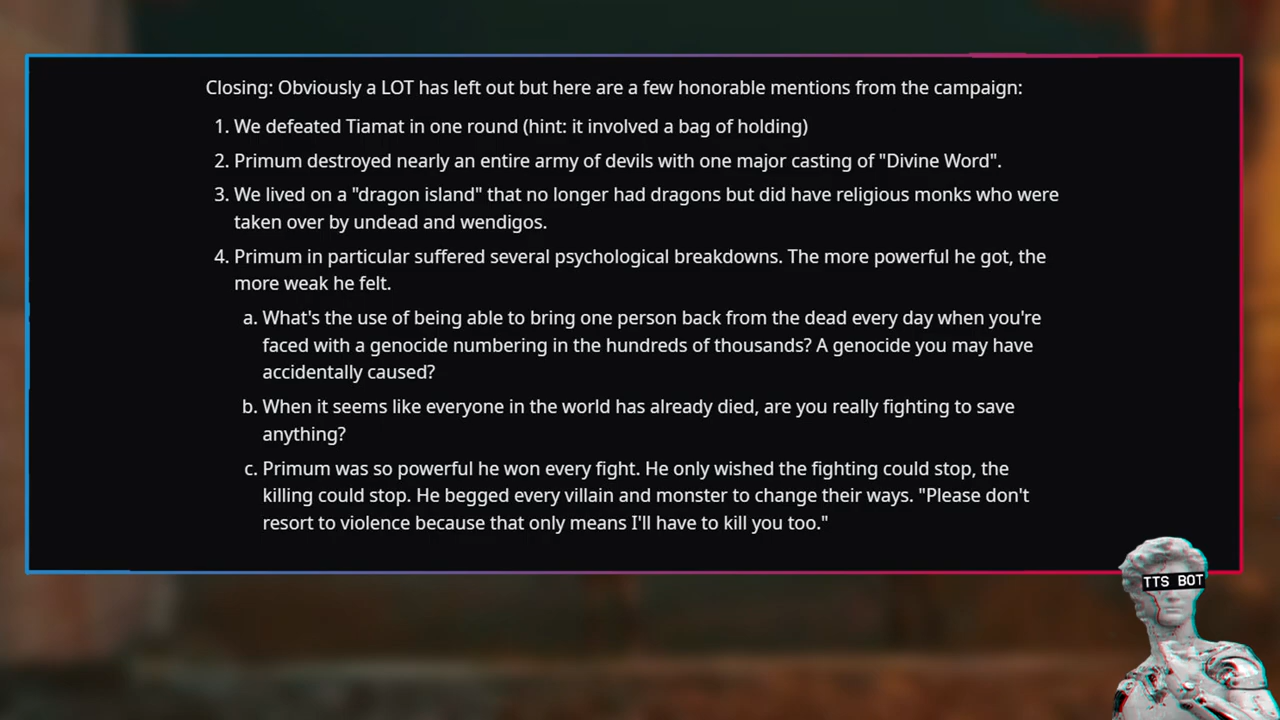 Closing: Obviously a LOT has left out but here are a few honorable mentions from the campaign:
1. We defeated Tiamat in one round (hint: it involved a bag of holding)
2. Primum destroyed nearly an entire army of devils with one major casting of "Divine Word".
3. We lived on a "dragon island" that no longer had dragons but did have religious monks who were
taken over by undead and wendigos.
4. Primum in particular suffered several psychological breakdowns. The more powerful he got, the
more weak he felt.
a. What's the use of being able to bring one person back from the dead every day when you're
faced with a genocide numbering in the hundreds of thousands? A genocide you may have
accidentally caused?
b. When it seems like everyone in the world has already died, are you really fighting to save
anything?
c. Primum was so powerful he won every fight. He only wished the fighting could stop, the
killing could stop. He begged every villain and monster to change their ways. "Please don't
resort to violence because that only means I'll have to kill you too."
TTS BOT